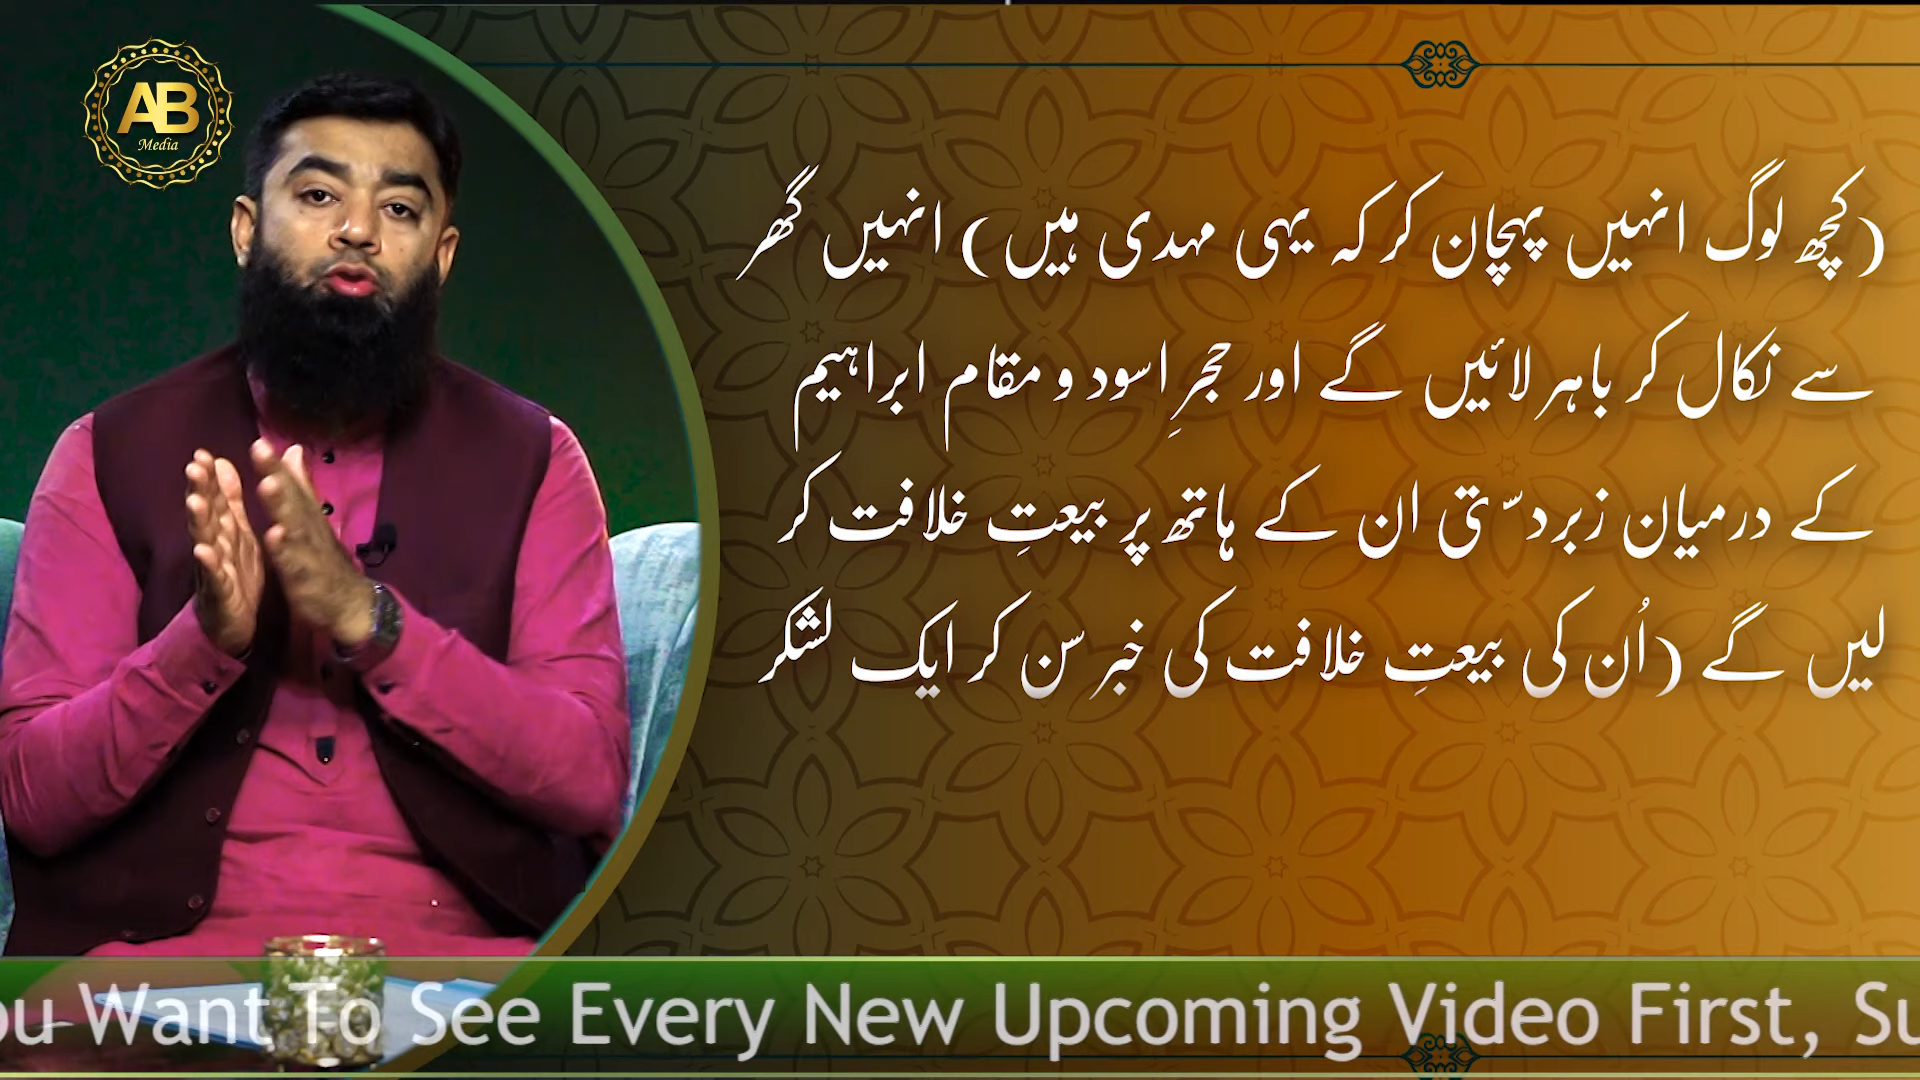 AB
Media
(کچھ لوگ انہیں پہچان کر کہ یہی مہدی ہیں) انہیں گھر
سے نکال کر باہر لائیں گے اور حجرِ اسود و مقام ابراہیم
کے درمیان زبردستی ان کے ہاتھ پر بیعتِ خلافت کر
لیں گے (اُن کی بیعتِ خلافت کی خبر سن کر ایک لشکر
ou Want To See Every New Upcoming Video First, Su